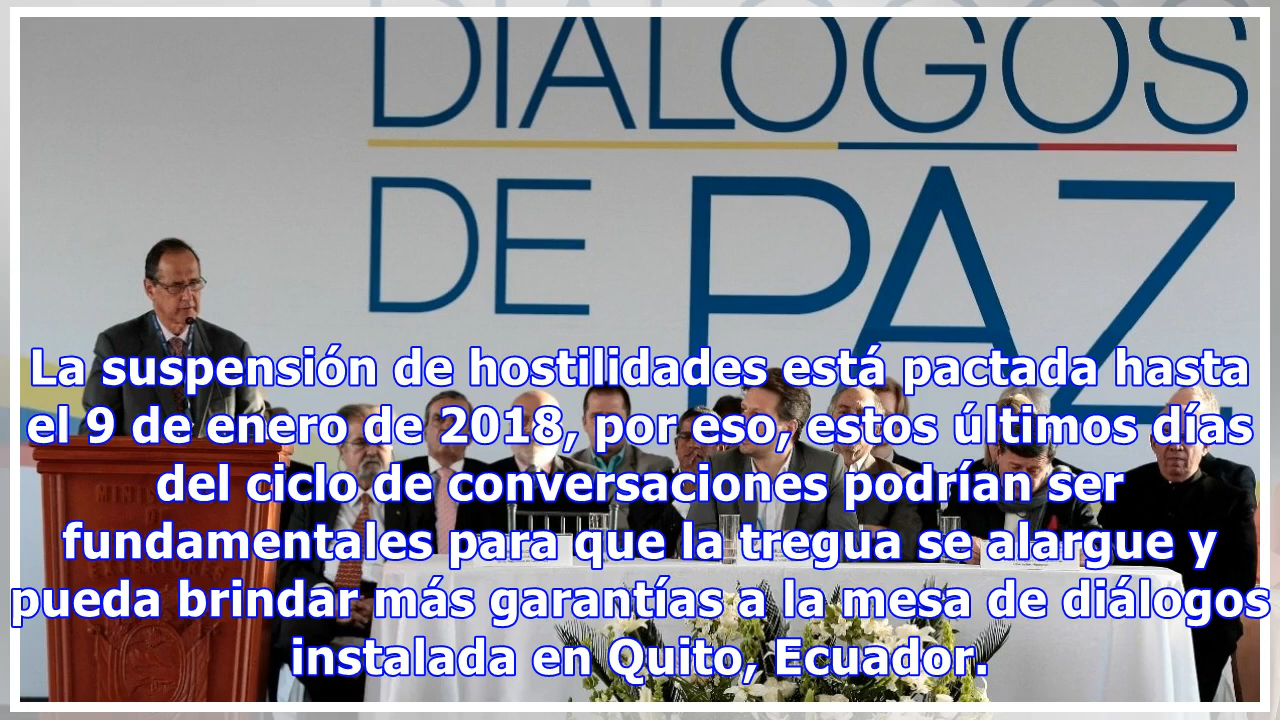 DIÁLOGOS
DE PAZ
La suspensión de hostilidades está pactada hasta
el 9 de enero de 2018, por eso, estos últimos días
del ciclo de conversaciones podrían ser
fundamentales para que la tregua se alargue y
pueda brindar más garantías a la mesa de diálogos
instalada en Quito, Ecuador.